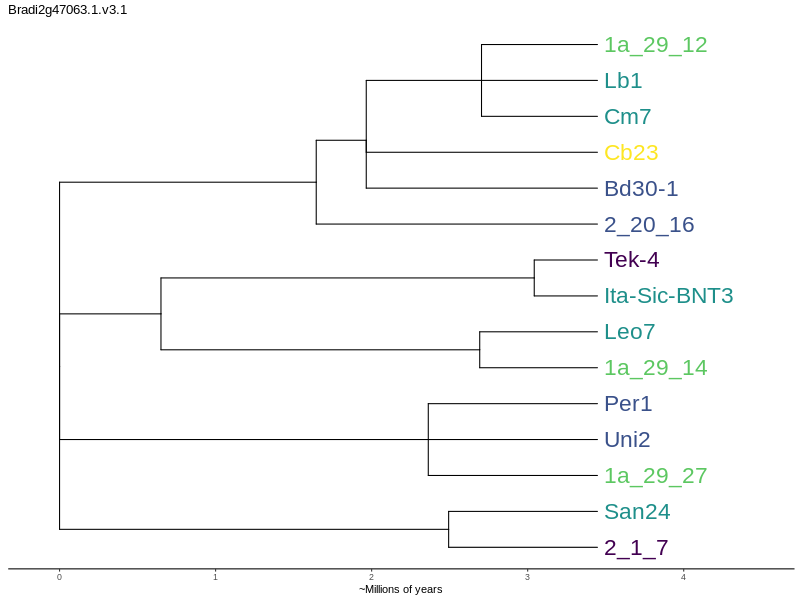 Bradi2g47063.1.v3.1
1a_29_12
Lb1
Cm7
Cb23
Bd30-1
2_20_16
Tek-4
Ita-Sic-BNT3
Leo7
1a_29_14
Per1
Uni2
1a_29_27
San24
2_1_7
0 1 2 3 4
~Millions of years